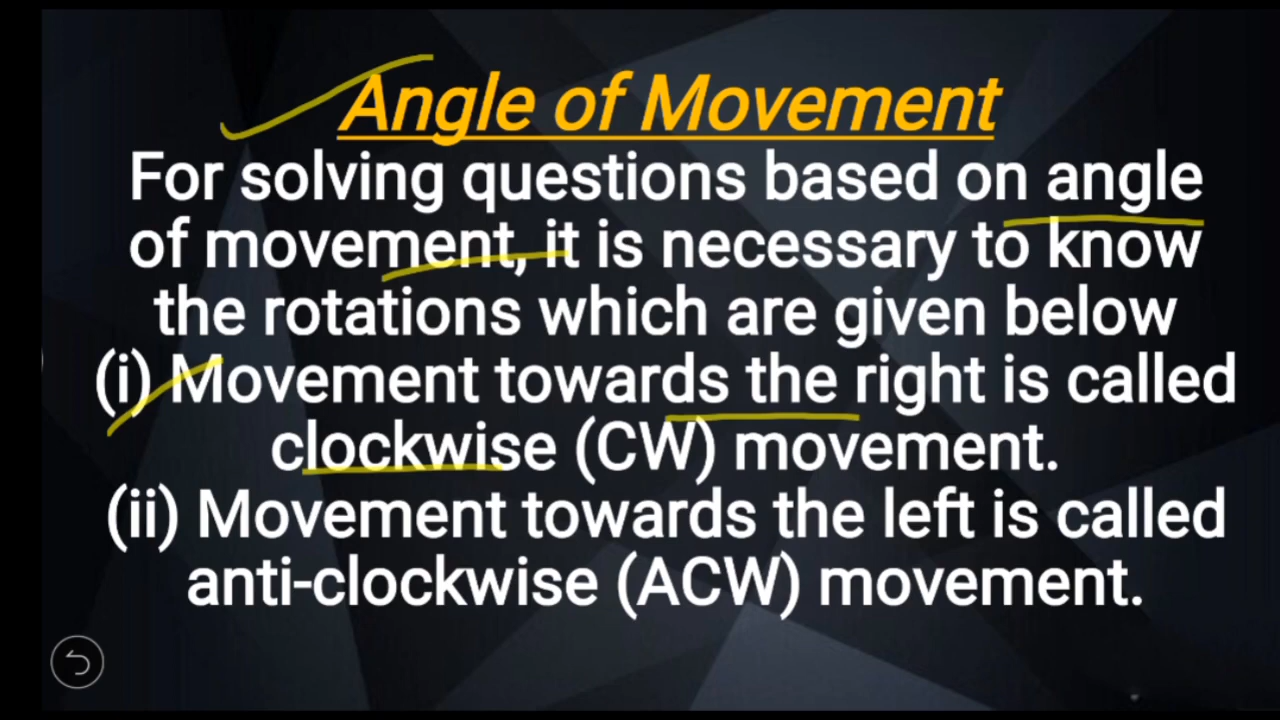 Angle of Movement
For solving questions based on angle
of movement, it is necessary to know
the rotations which are given below
(i) Movement towards the right is called
clockwise (CW) movement.
(ii) Movement towards the left is called
anti-clockwise (ACW) movement.